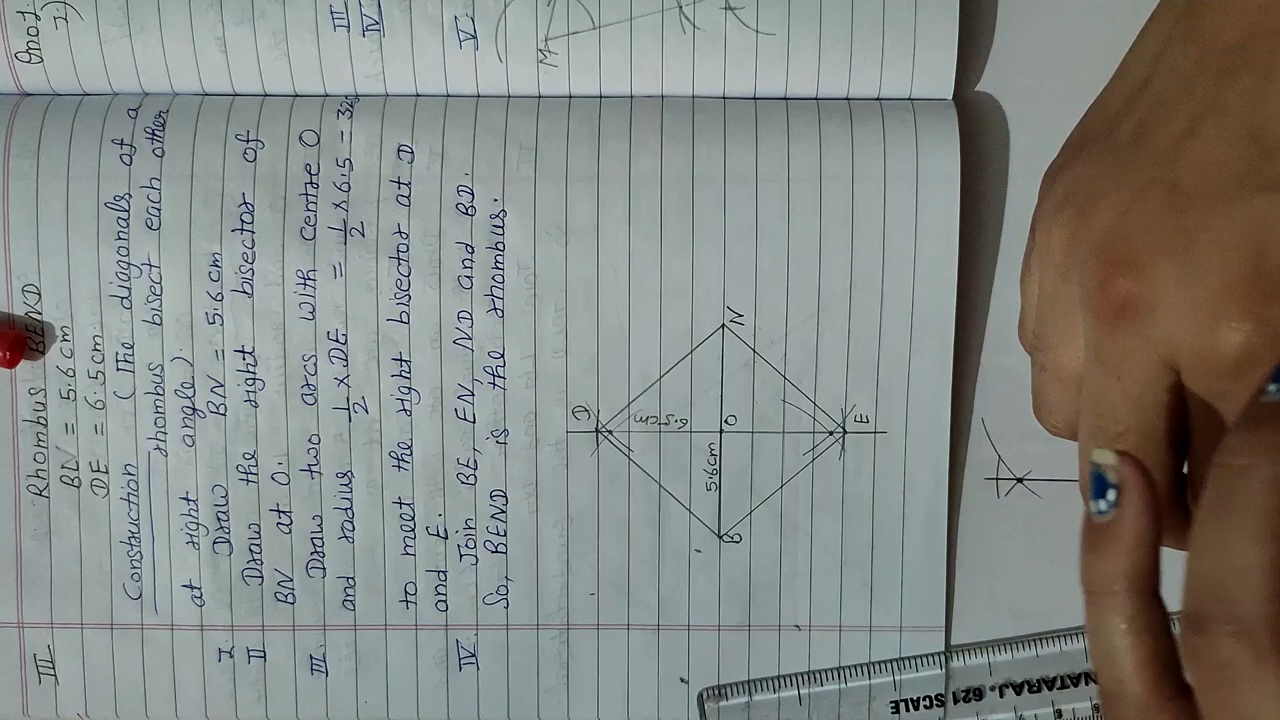 III Rhombus BEND
BN = 5.6 cm
DE = 6.5 cm.
Construction (The diagonals of a
rhombus bisect each other
at right angle).
I. Draw BN = 5.6 cm
II Draw the right bisector of
BN at O.
III. Draw two arcs with centre O
and radius 1/2 × DE = 1/2 × 6.5 = 3.25
to meet the right bisector at D
and E.
IV. Join BE, EN, ND and BD.
So, BEND is the rhombus.
D
6.5cm
5.6cm
O
B
N
E
Qno1.
I)
III
IV
V.
M
NATARAJ. 621 SCALE